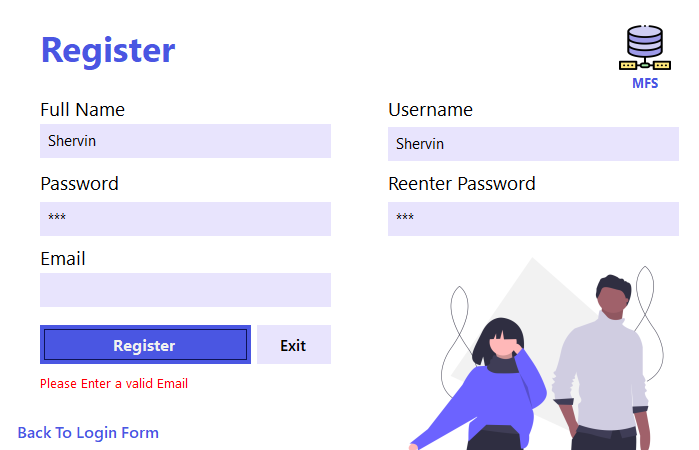 Register
MFS
Full Name
Shervin
Username
Shervin
Password
***
Reenter Password
***
Email
Register
Exit
Please Enter a valid Email
Back To Login Form